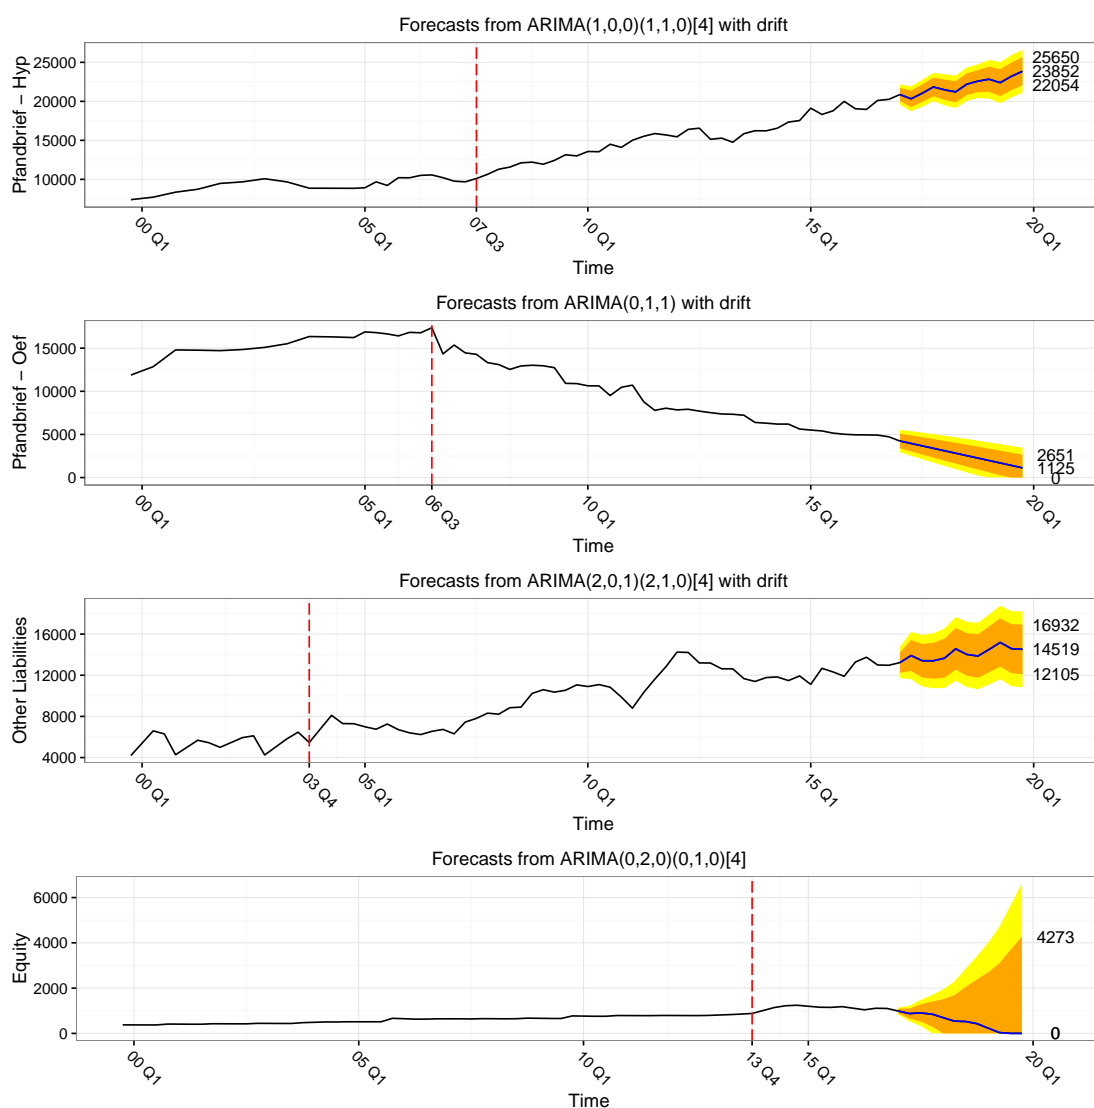 Forecasts from ARIMA(1,0,0)(1,1,0)[4] with drift
Pfandbrief − Hyp
25000
20000
15000
10000
25650
23852
22054
00 Q1
05 Q1
07 Q3
10 Q1
15 Q1
20 Q1
Time
Forecasts from ARIMA(0,1,1) with drift
Pfandbrief − Oef
15000
10000
5000
0
2651
1125
0
00 Q1
05 Q1
06 Q3
10 Q1
15 Q1
20 Q1
Time
Forecasts from ARIMA(2,0,1)(2,1,0)[4] with drift
Other Liabilities
16000
12000
8000
4000
16932
14519
12105
00 Q1
03 Q4
05 Q1
10 Q1
15 Q1
20 Q1
Time
Forecasts from ARIMA(0,2,0)(0,1,0)[4]
Equity
6000
4000
2000
0
4273
0
00 Q1
05 Q1
10 Q1
13 Q4
15 Q1
20 Q1
Time